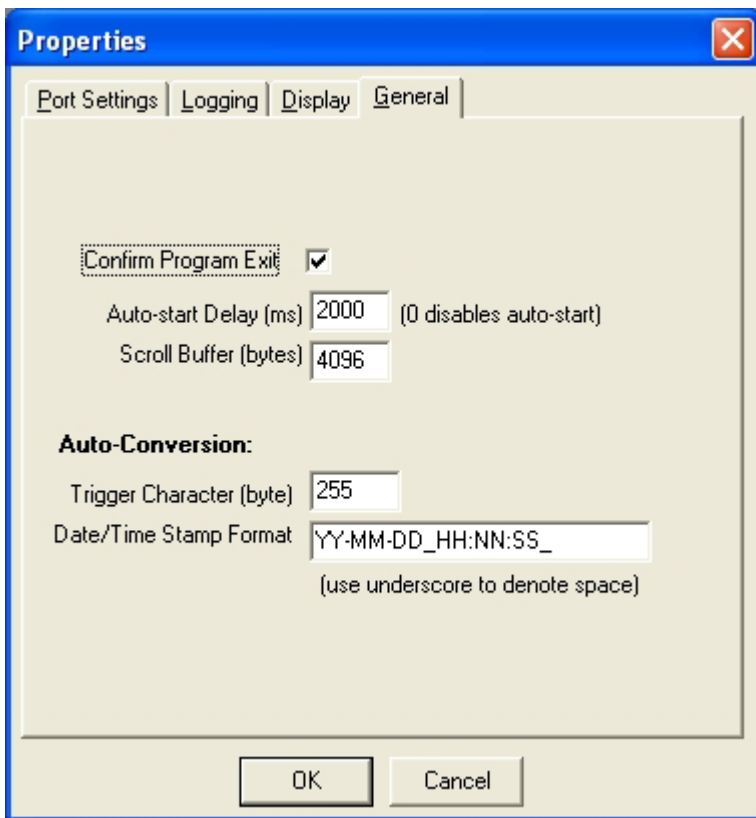 Properties
Port Settings Logging Display General
Confirm Program Exit
Auto-start Delay (ms) 2000 (0 disables auto-start)
Scroll Buffer (bytes) 4096
Auto-Conversion:
Trigger Character (byte) 255
Date/Time Stamp Format YY-MM-DD_HH:NN:SS_
(use underscore to denote space)
OK Cancel